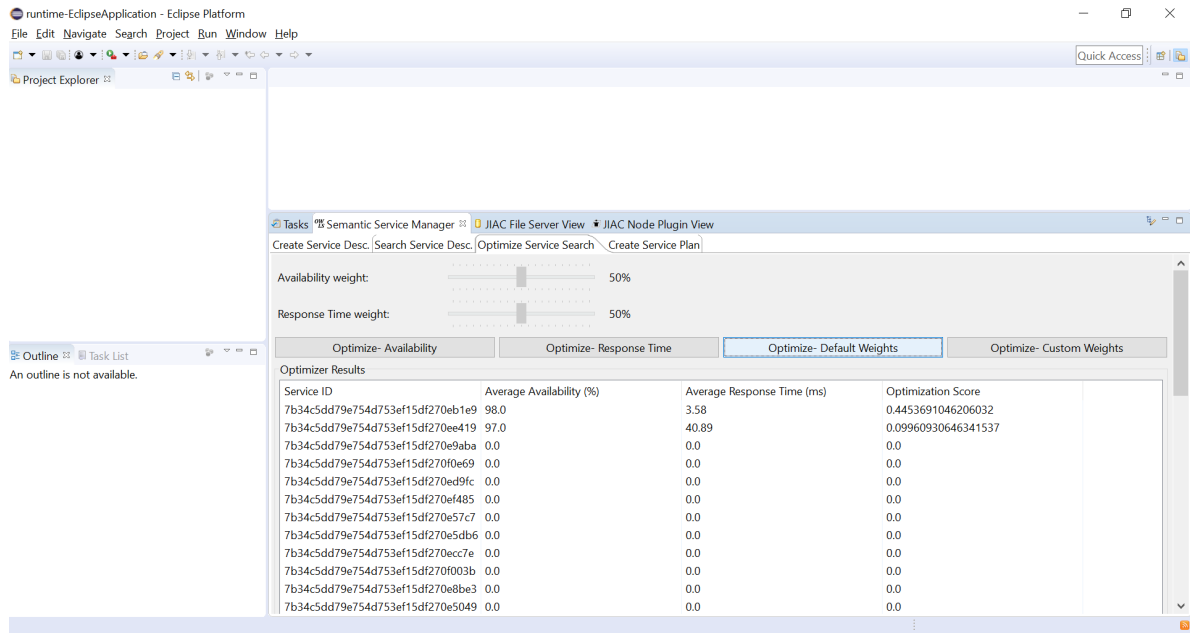 runtime-EclipseApplication - Eclipse Platform
File Edit Navigate Search Project Run Window Help
Quick Access
Project Explorer
Tasks Semantic Service Manager JIAC File Server View JIAC Node Plugin View
Create Service Desc. Search Service Desc. Optimize Service Search Create Service Plan
Availability weight: 50%
Response Time weight: 50%
Optimize- Availability Optimize- Response Time Optimize- Default Weights Optimize- Custom Weights
Outline Task List
An outline is not available.
Optimizer Results
Service ID Average Availability (%) Average Response Time (ms) Optimization Score
7b34c5dd79e754d753ef15df270eb1e9 98.0 3.58 0.4453691046206032
7b34c5dd79e754d753ef15df270ee419 97.0 40.89 0.09960930646341537
7b34c5dd79e754d753ef15df270e9aba 0.0 0.0 0.0
7b34c5dd79e754d753ef15df270f0e69 0.0 0.0 0.0
7b34c5dd79e754d753ef15df270ed9fc 0.0 0.0 0.0
7b34c5dd79e754d753ef15df270ef485 0.0 0.0 0.0
7b34c5dd79e754d753ef15df270e57c7 0.0 0.0 0.0
7b34c5dd79e754d753ef15df270e5db6 0.0 0.0 0.0
7b34c5dd79e754d753ef15df270ecc7e 0.0 0.0 0.0
7b34c5dd79e754d753ef15df270f003b 0.0 0.0 0.0
7b34c5dd79e754d753ef15df270e8be3 0.0 0.0 0.0
7b34c5dd79e754d753ef15df270e5049 0.0 0.0 0.0